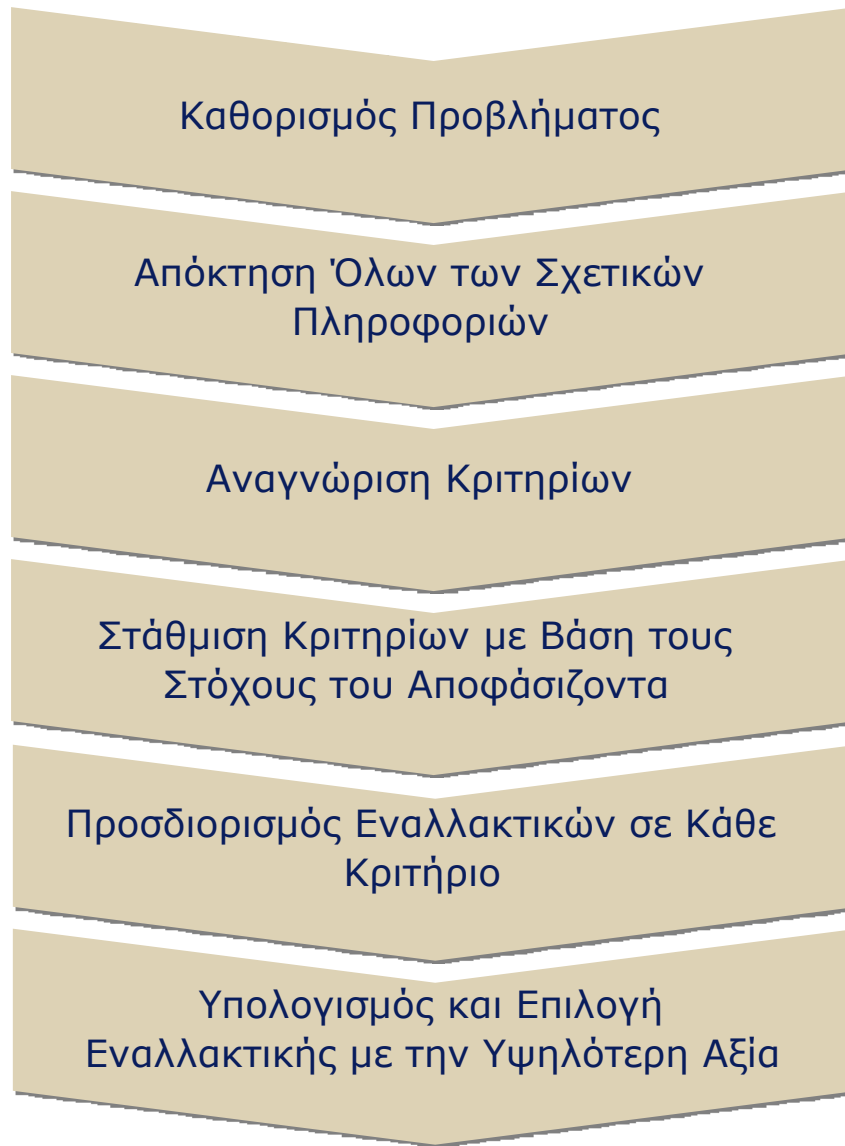 Καθορισμός Προβλήματος
Απόκτηση Όλων των Σχετικών
Πληροφοριών
Αναγνώριση Κριτηρίων
Στάθμιση Κριτηρίων με Βάση τους
Στόχους του Αποφάσιζοντα
Προσδιορισμός Εναλλακτικών σε Κάθε
Κριτήριο
Υπολογισμός και Επιλογή
Εναλλακτικής με την Υψηλότερη Αξία